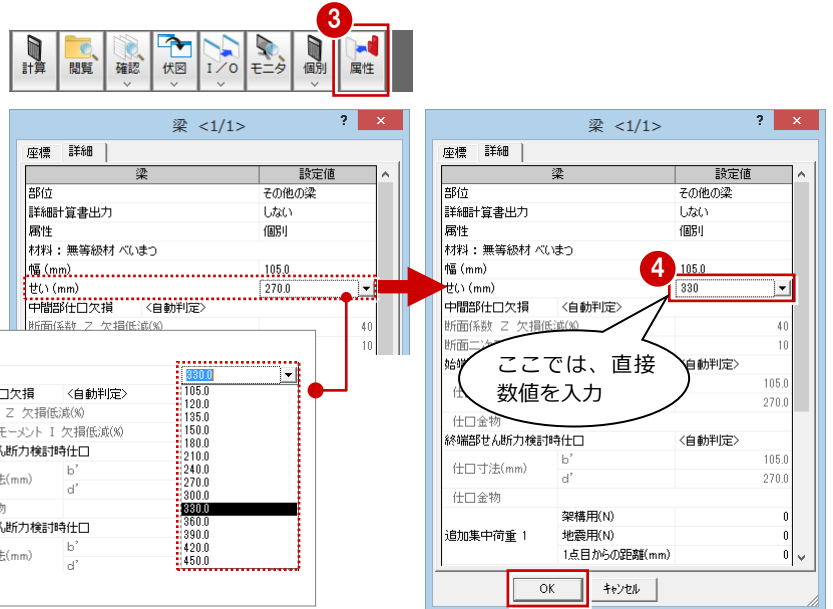 3
計算 閲覧 確認 伏図 I/O モニタ 個別 属性
梁 <1/1> ? ×
座標 詳細
梁 設定値
部位 その他の梁
詳細計算書出力 しない
属性 個別
材料：無等級材 べいまつ
幅 (mm) 105.0
せい (mm) 270.0
中間部仕口欠損 <自動判定>
断面係数 Z 欠損低減(%) 40
10
330.0
105.0
120.0
135.0
150.0
180.0
210.0
240.0
270.0
300.0
330.0
360.0
390.0
420.0
450.0
口欠損 <自動判定>
Z 欠損低減(%)
モーメント I 欠損低減(%)
ん断力検討時仕口
法(mm) b’
d’
物
ん断力検討時仕口
法(mm) b’
d’
梁 <1/1> ? ×
座標 詳細
梁 設定値
部位 その他の梁
詳細計算書出力 しない
属性 個別
材料：無等級材 べいまつ
幅 (mm) 105.0
4
せい (mm) 330
中間部仕口欠損 <自動判定>
断面係数 Z 欠損低減(%) 40
断面二次 10
ここでは、直接
数値を入力
始端 自動判定>
105.0
270.0
仕口金物
終端部せん断力検討時仕口 <自動判定>
仕口寸法(mm) b’ 105.0
d’ 270.0
仕口金物
追加集中荷重 1 架構用(N) 0
地震用(N) 0
1点目からの距離(mm) 0
OK キャンセル